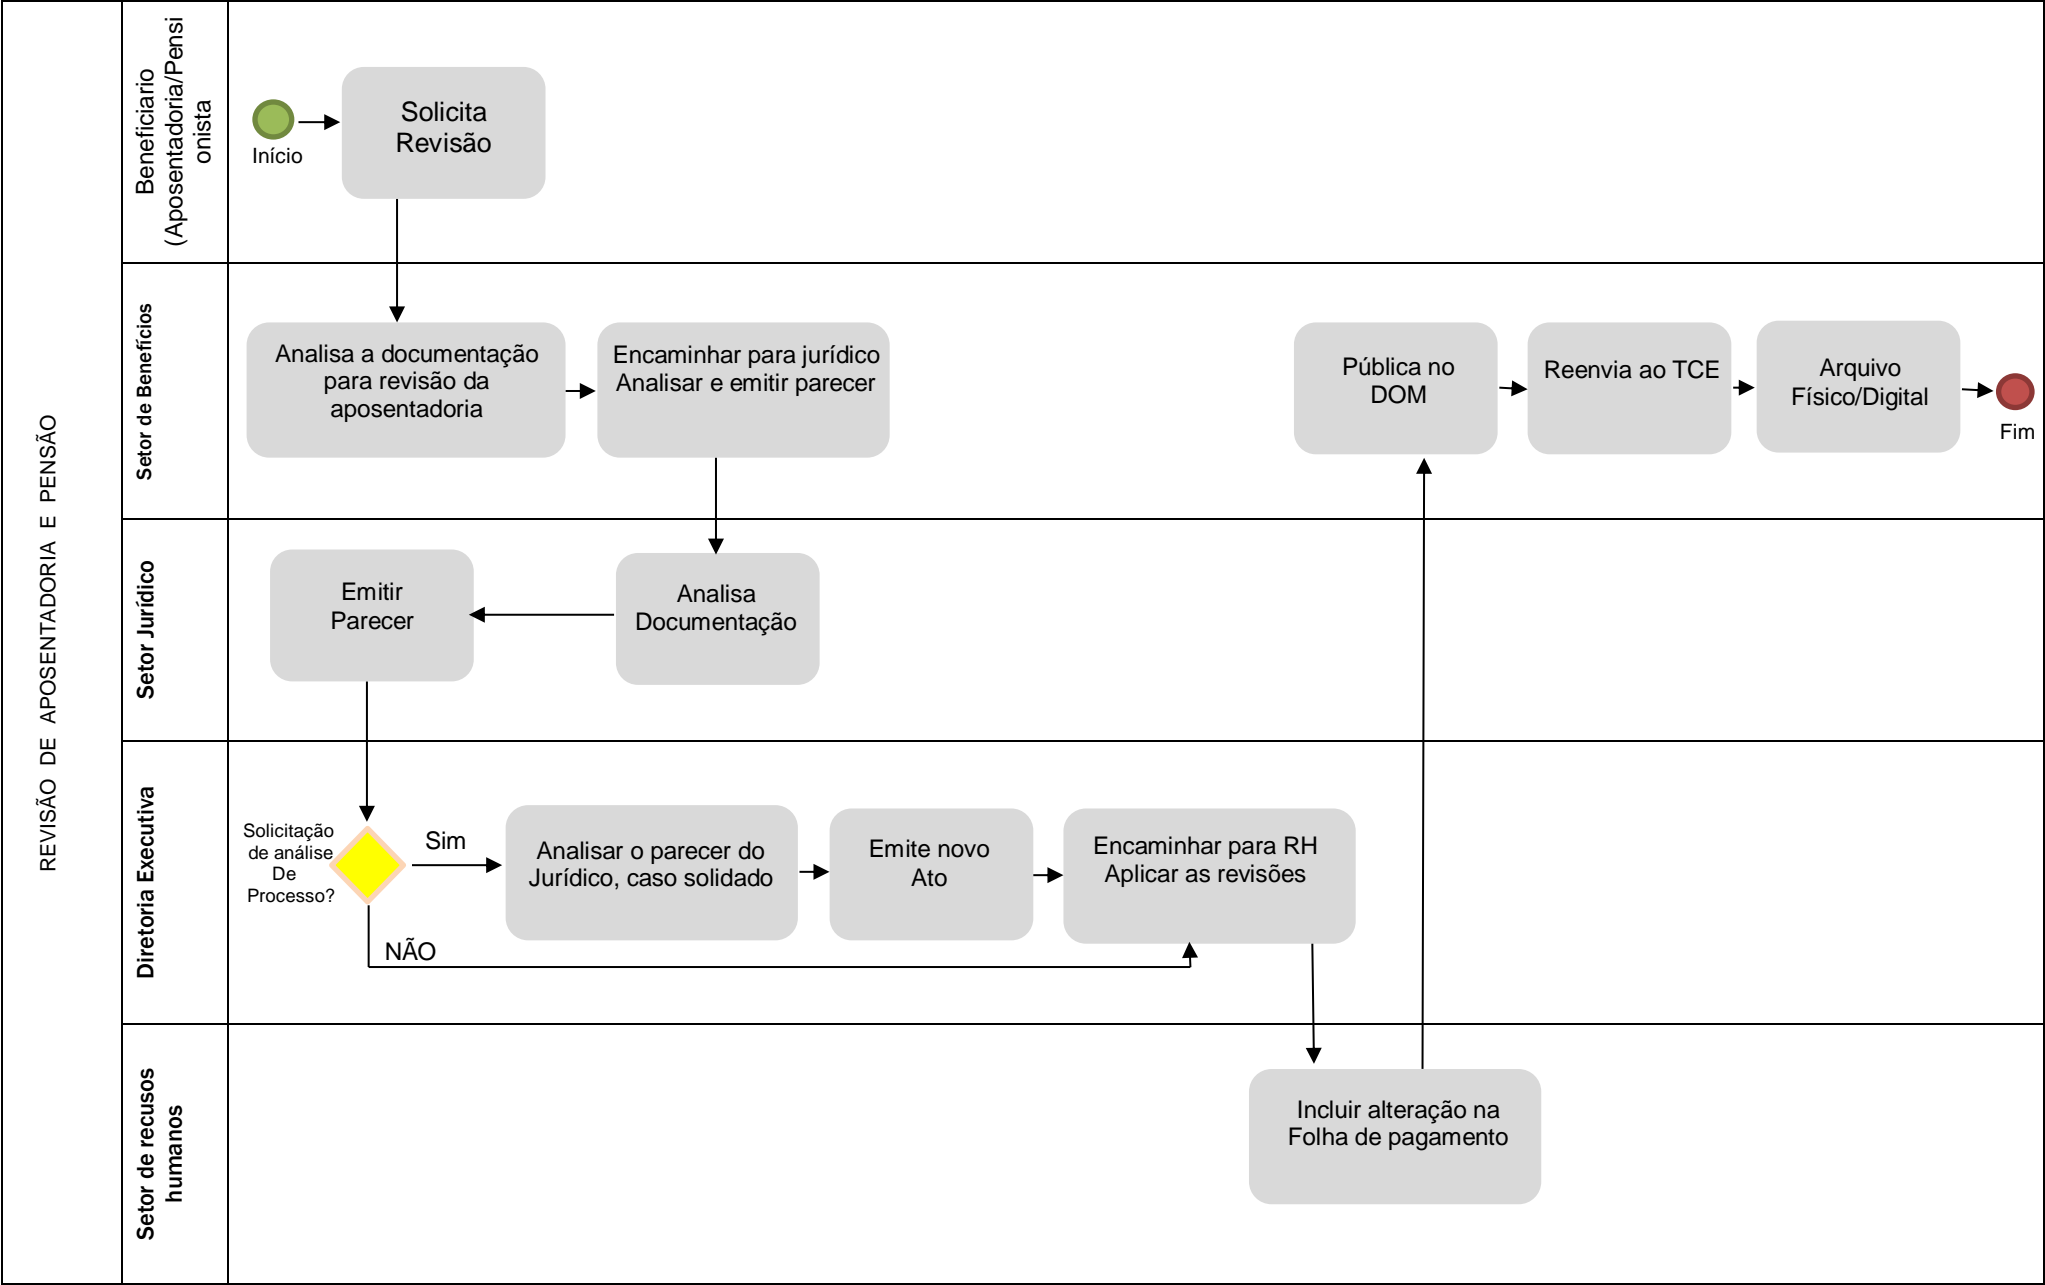 REVISÃO DE APOSENTADORIA E PENSÃO
Beneficiario
(Aposentadoria/Pensi
onista
Início
Solicita
Revisão
Setor de Benefícios
Analisa a documentação
para revisão da
aposentadoria
Encaminhar para jurídico
Analisar e emitir parecer
Pública no
DOM
Reenvia ao TCE
Arquivo
Físico/Digital
Fim
Setor Jurídico
Emitir
Parecer
Analisa
Documentação
Diretoria Executiva
Solicitação
de análise
De
Processo?
Sim
NÃO
Analisar o parecer do
Jurídico, caso solidado
Emite novo
Ato
Encaminhar para RH
Aplicar as revisões
Setor de recusos
humanos
Incluir alteração na
Folha de pagamento